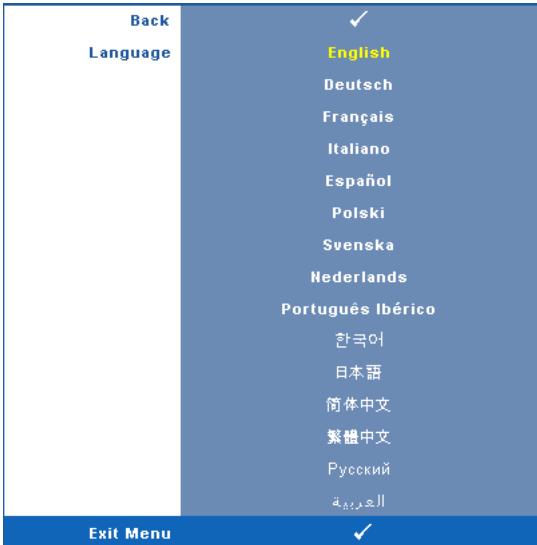 Back ✓
Language English
Deutsch
Français
Italiano
Español
Polski
Svenska
Nederlands
Português Ibérico
한국어
日本語
简体中文
繁體中文
Русский
العربية
Exit Menu ✓